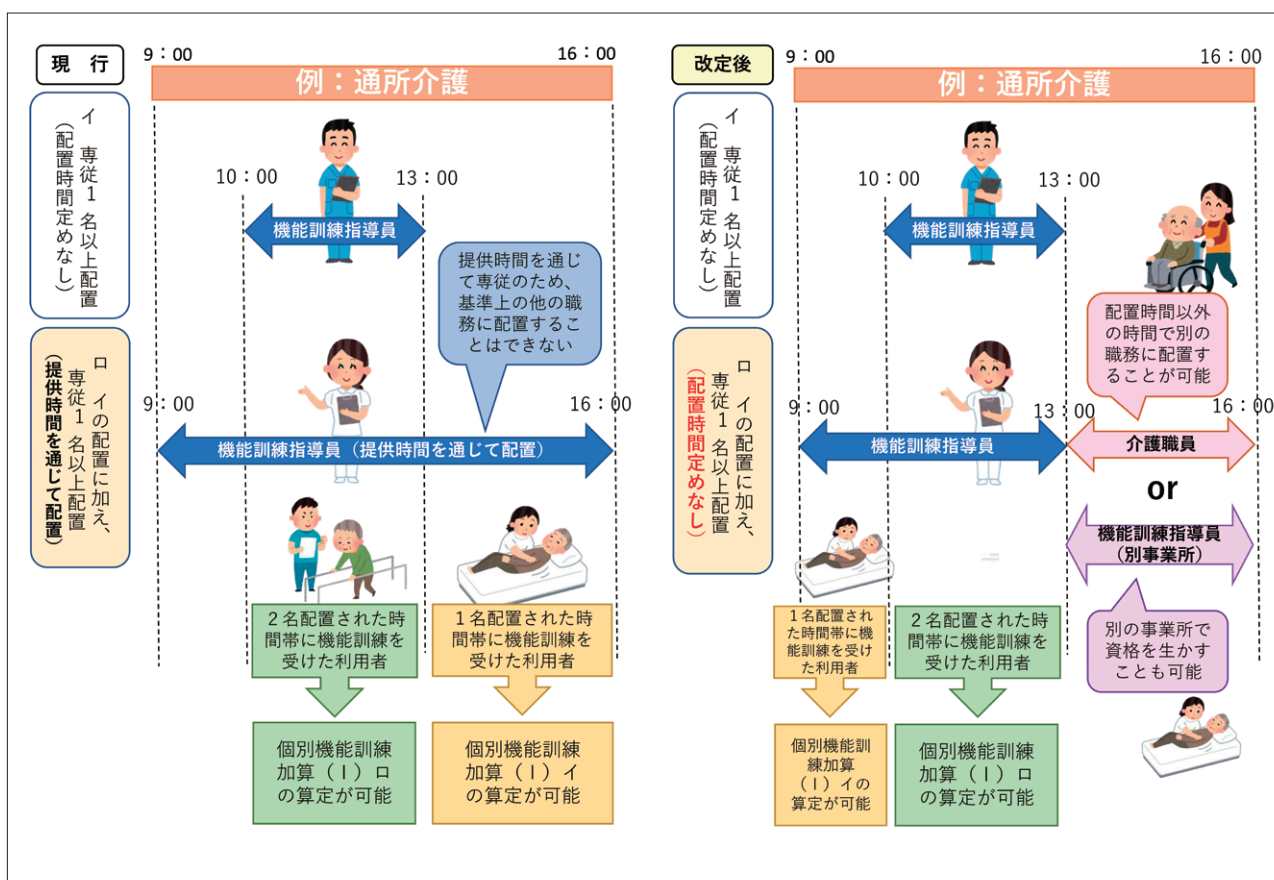 現　行
9：00
16：00
例：通所介護
イ　専従１名以上配置
（配置時間定めなし）
10：00
13：00
機能訓練指導員
提供時間を通じ
て専従のため、
基準上の他の職
務に配置するこ
とはできない
ロ　イの配置に加え、
専従１名以上配置
（提供時間を通じて配置）
9：00
16：00
機能訓練指導員（提供時間を通じて配置）
２名配置された時
間帯に機能訓練を
受けた利用者
１名配置された時
間帯に機能訓練を
受けた利用者
個別機能訓練
加算（Ⅰ）ロ
の算定が可能
個別機能訓練
加算（Ⅰ）イ
の算定が可能
改定後
9：00
16：00
例：通所介護
イ　専従１名以上配置
（配置時間定めなし）
10：00
13：00
機能訓練指導員
配置時間以外
の時間で別の
職務に配置す
ることが可能
ロ　イの配置に加え、
専従１名以上配置
（配置時間定めなし）
9：00
13：00
16：00
機能訓練指導員
介護職員
or
機能訓練指導員
（別事業所）
１名配置され
た時間帯に機
能訓練を受け
た利用者
２名配置された時
間帯に機能訓練を
受けた利用者
別の事業所で
資格を生かす
ことも可能
個別機能訓
練加算
（Ⅰ）イの
算定が可能
個別機能訓練
加算（Ⅰ）ロ
の算定が可能